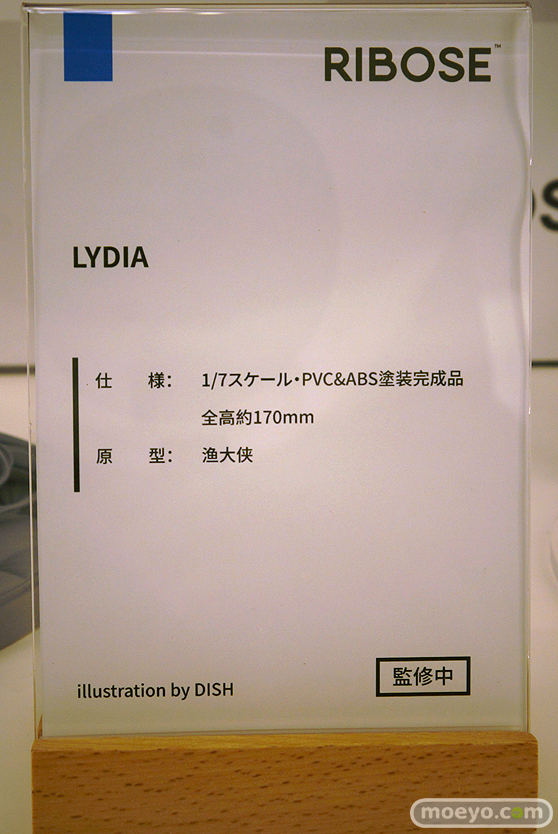 RIBOSE™
LYDIA
仕 様： 1/7スケール・PVC&ABS塗装完成品
全高約170mm
原 型： 渔大侠
illustration by DISH
監修中
moeyo.com